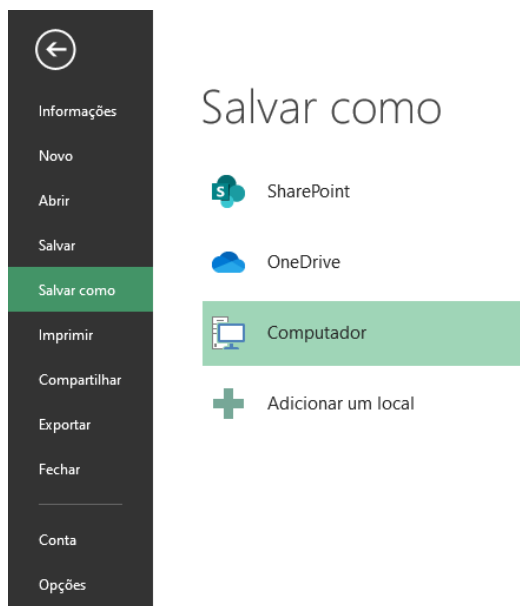 Informações
Novo
Abrir
Salvar
Salvar como
Imprimir
Compartilhar
Exportar
Fechar
Conta
Opções
Salvar como
S
SharePoint
OneDrive
Computador
Adicionar um local